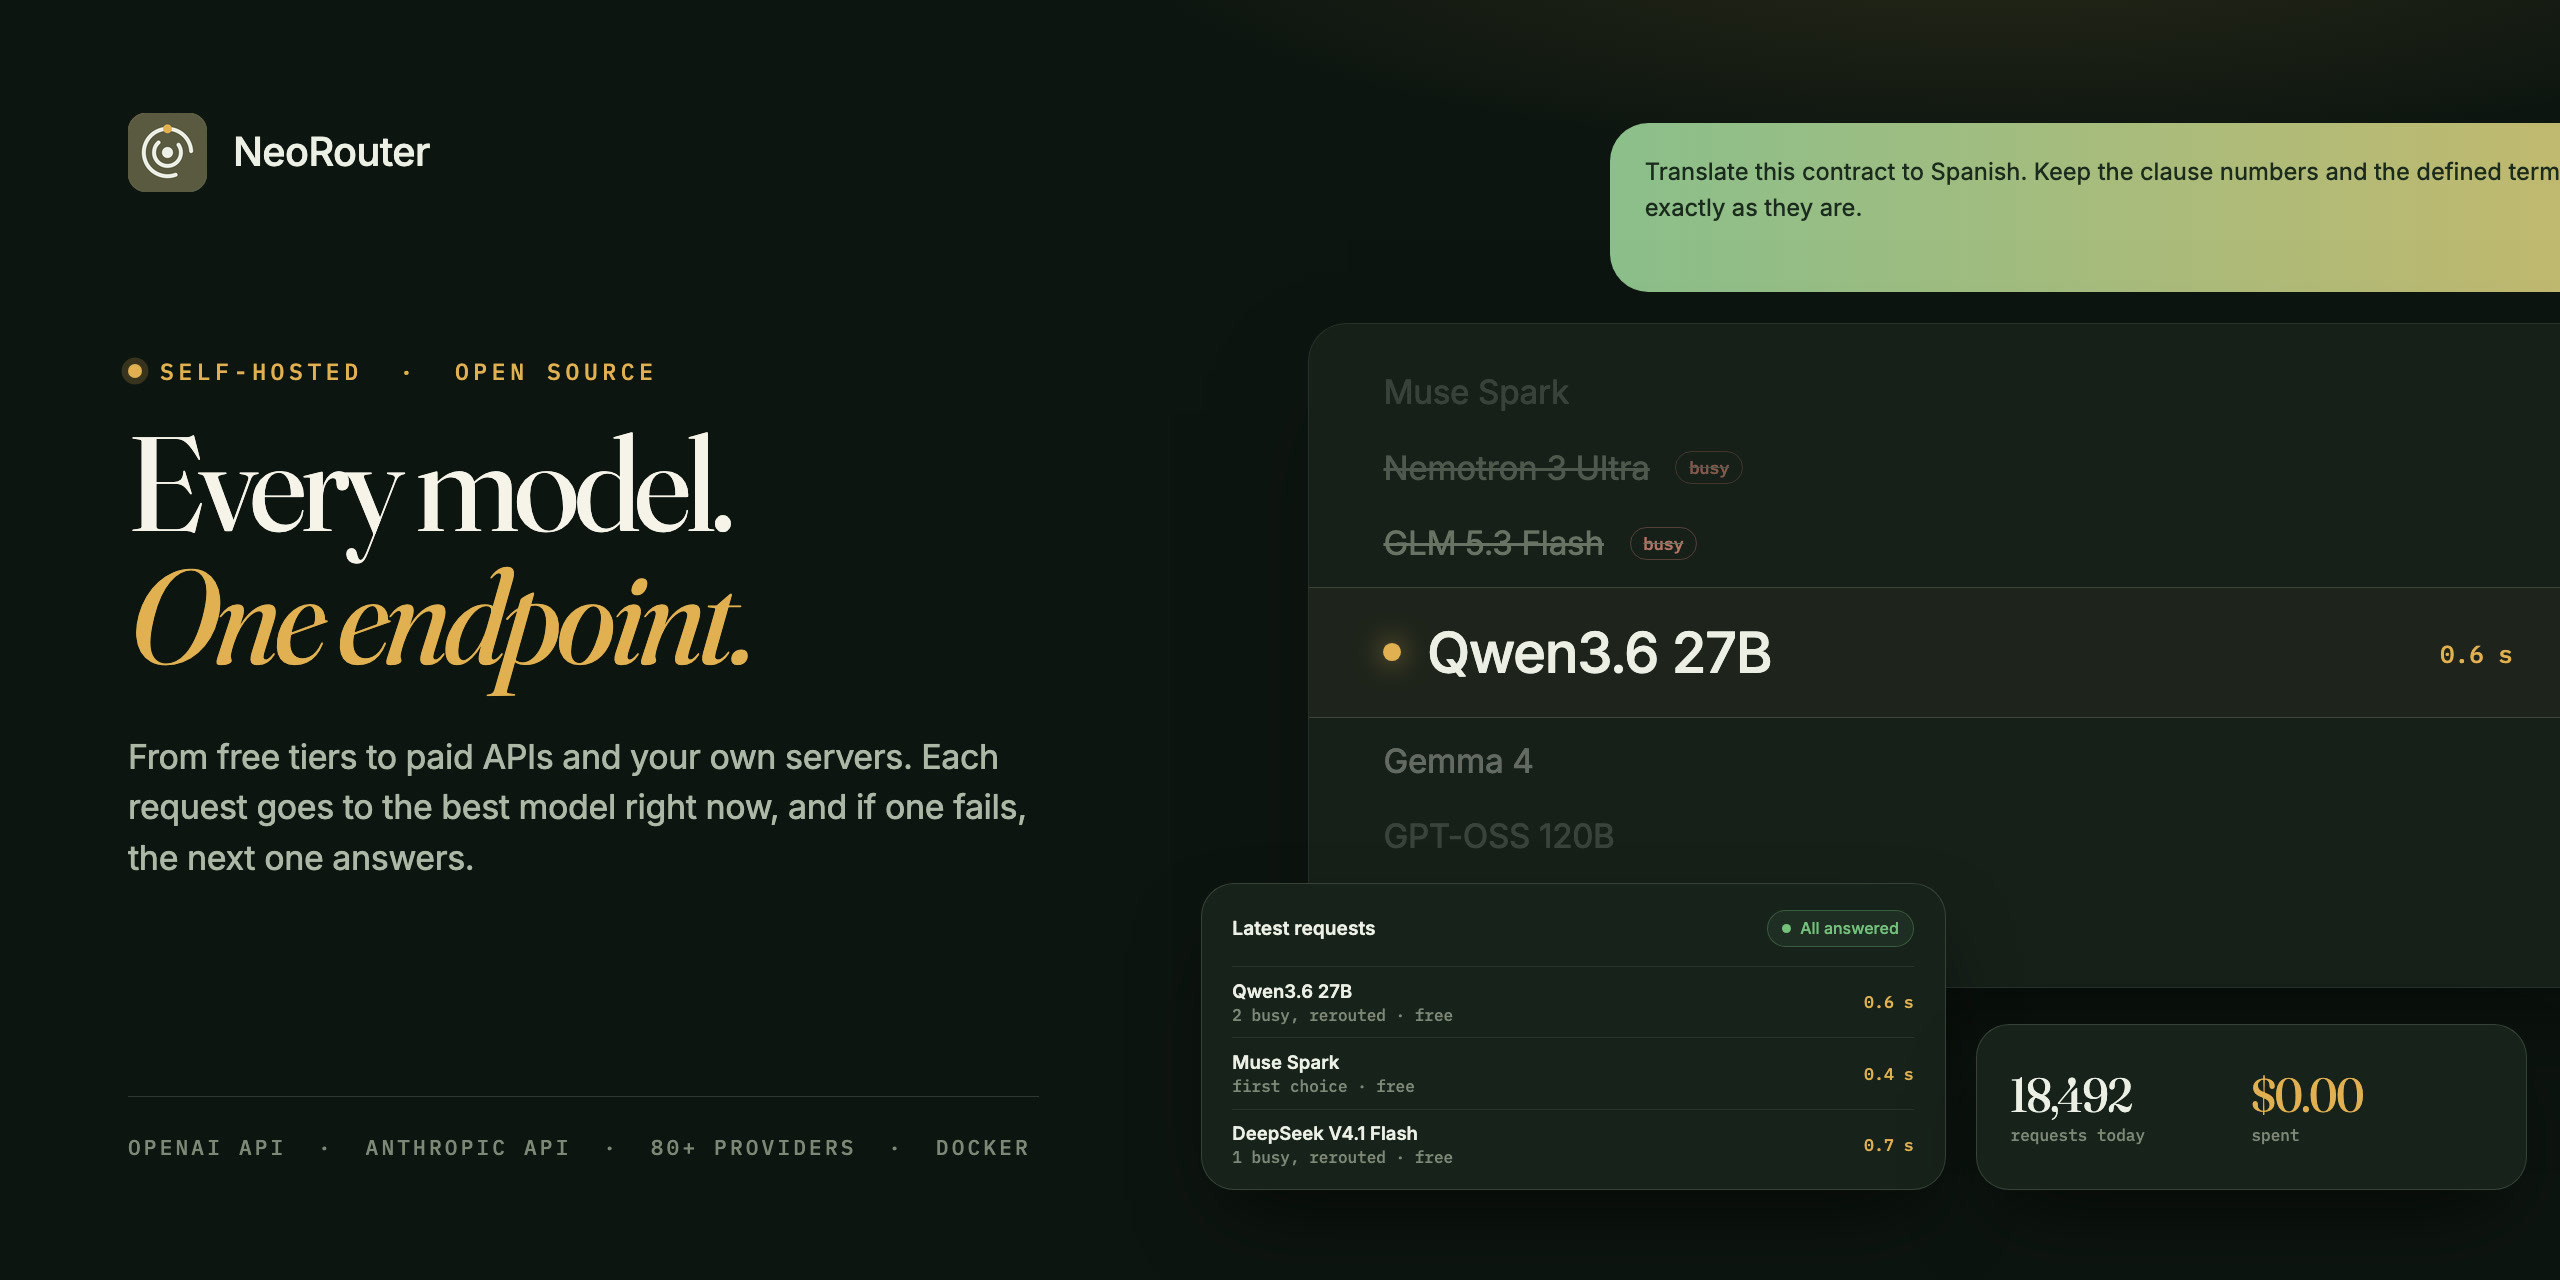 NeoRouter
SELF-HOSTED · OPEN SOURCE
Every model.
One endpoint.
From free tiers to paid APIs and your own servers. Each
request goes to the best model right now, and if one fails,
the next one answers.
OPENAI API · ANTHROPIC API · 80+ PROVIDERS · DOCKER
Translate this contract to Spanish. Keep the clause numbers and the defined term
exactly as they are.
Muse Spark
Nemotron 3 Ultra busy
GLM 5.3 Flash busy
Qwen3.6 27B 0.6 s
Gemma 4
GPT-OSS 120B
Latest requests All answered
Qwen3.6 27B 0.6 s
2 busy, rerouted · free
Muse Spark 0.4 s
first choice · free
DeepSeek V4.1 Flash 0.7 s
1 busy, rerouted · free
18,492 $0.00
requests today spent